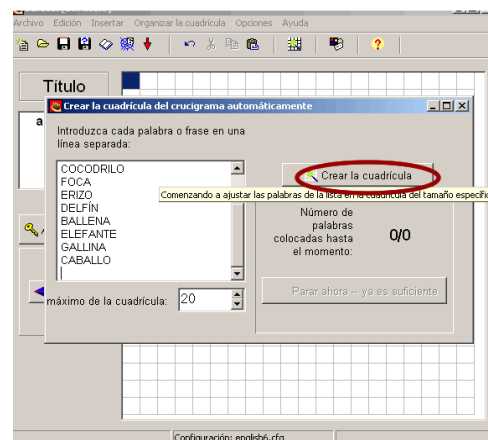 Archivo Edición Insertar Organizar la cuadrícula Opciones Ayuda
Título
Crear la cuadrícula del crucigrama automáticamente
Introduzca cada palabra o frase en una
línea separada:
COCODRILO
FOCA
ERIZO
DELFÍN
BALLENA
ELEFANTE
GALLINA
CABALLO
Crear la cuadrícula
Comenzando a ajustar las palabras de la lista en la cuadrícula del tamaño específi
Número de
palabras
colocadas hasta
el momento:
0/0
máximo de la cuadrícula: 20
Parar ahora -- ya es suficiente
Configuración: english6.cfg